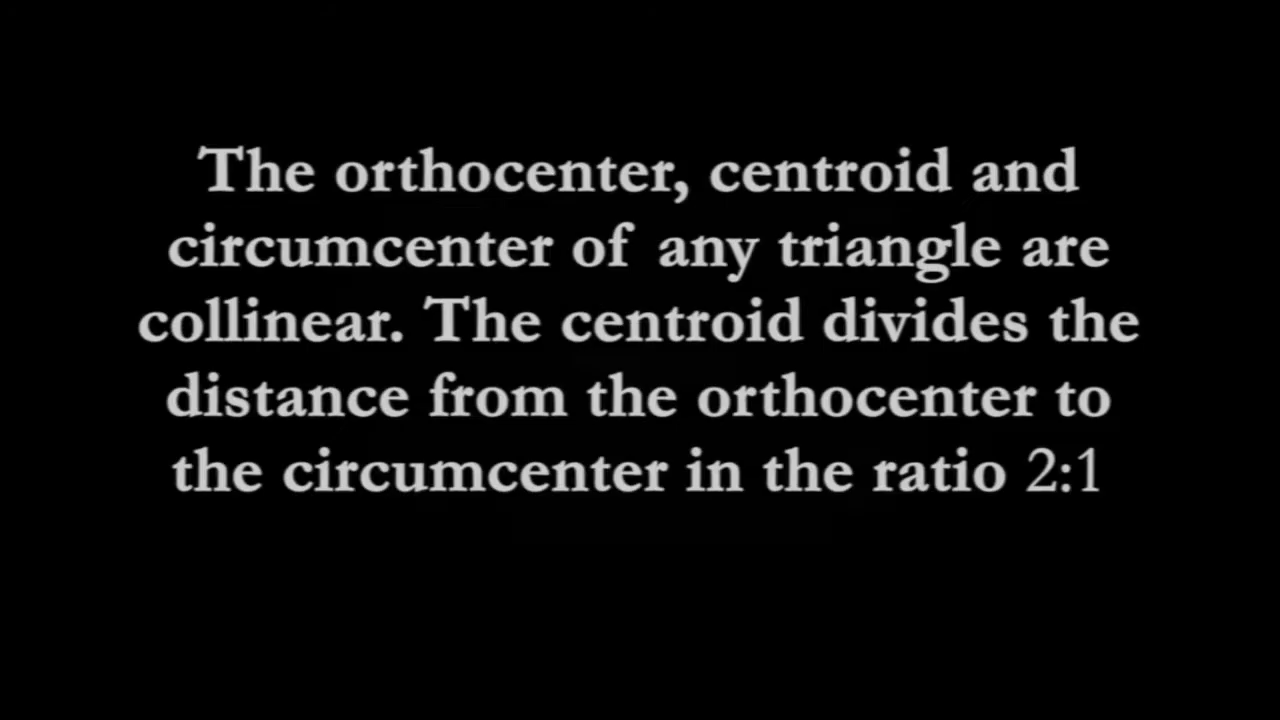 The orthocenter, centroid and
circumcenter of any triangle are
collinear. The centroid divides the
distance from the orthocenter to
the circumcenter in the ratio 2:1